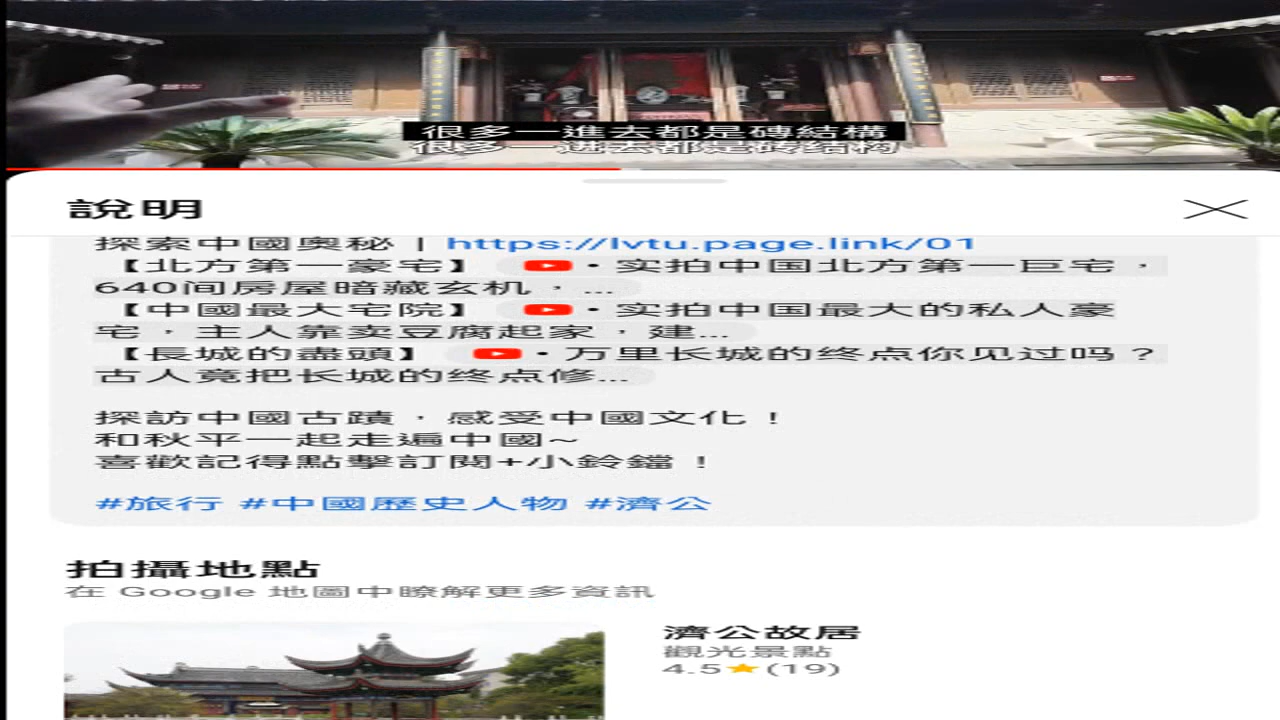 很多一進去都是磚結構
很多一进去都是砖结构
說明
探索中國奧秘 | https://lvtu.page.link/01
【北方第一豪宅】 • 实拍中国北方第一巨宅，
640间房屋暗藏玄机，...
【中國最大宅院】 • 实拍中国最大的私人豪
宅，主人靠卖豆腐起家，建...
【長城的盡頭】 • 万里长城的终点你见过吗？
古人竟把长城的终点修...
探訪中國古蹟，感受中國文化！
和秋平一起走遍中國~
喜歡記得點擊訂閱+小鈴鐺！
#旅行 #中國歷史人物 #濟公
拍攝地點
在 Google 地圖中瞭解更多資訊
濟公故居
觀光景點
4.5★(19)